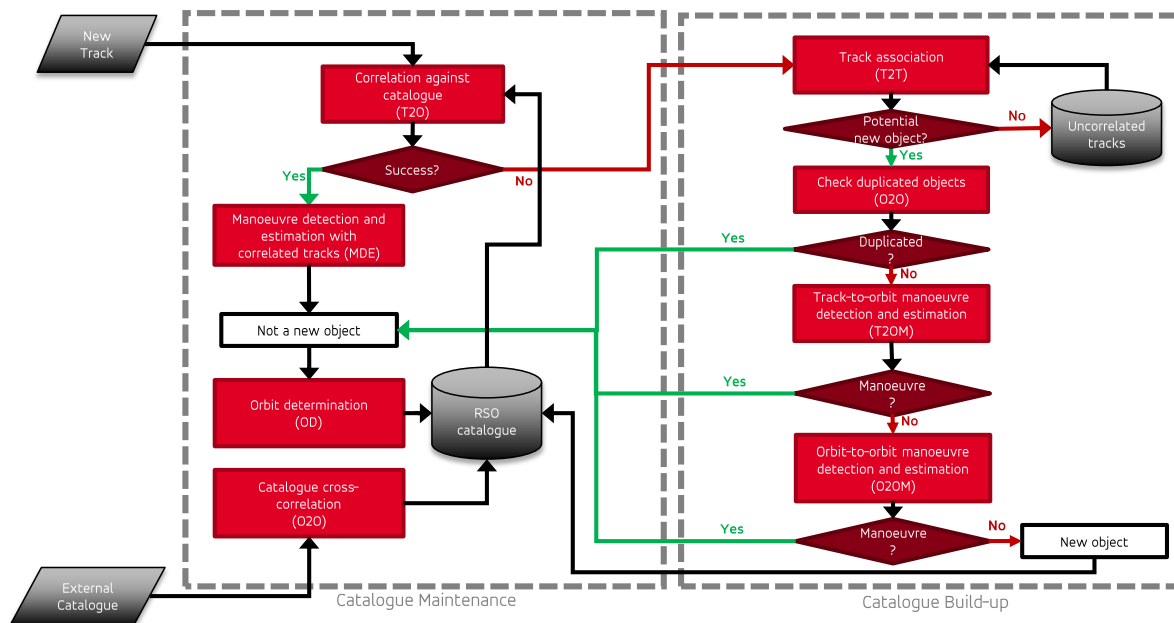 New
Track
Correlation against
catalogue
(T2O)
Success?
Yes
No
Manoeuvre detection and
estimation with
correlated tracks (MDE)
Not a new object
Orbit determination
(OD)
RSO
catalogue
Catalogue cross-
correlation
(O2O)
External
Catalogue
Catalogue Maintenance
Track association
(T2T)
Potential
new object?
No
Uncorrelated
tracks
Yes
Check duplicated objects
(O2O)
Duplicated
?
Yes
No
Track-to-orbit manoeuvre
detection and estimation
(T2OM)
Manoeuvre
?
Yes
No
Orbit-to-orbit manoeuvre
detection and estimation
(O2OM)
Manoeuvre
?
Yes
No
New object
Catalogue Build-up